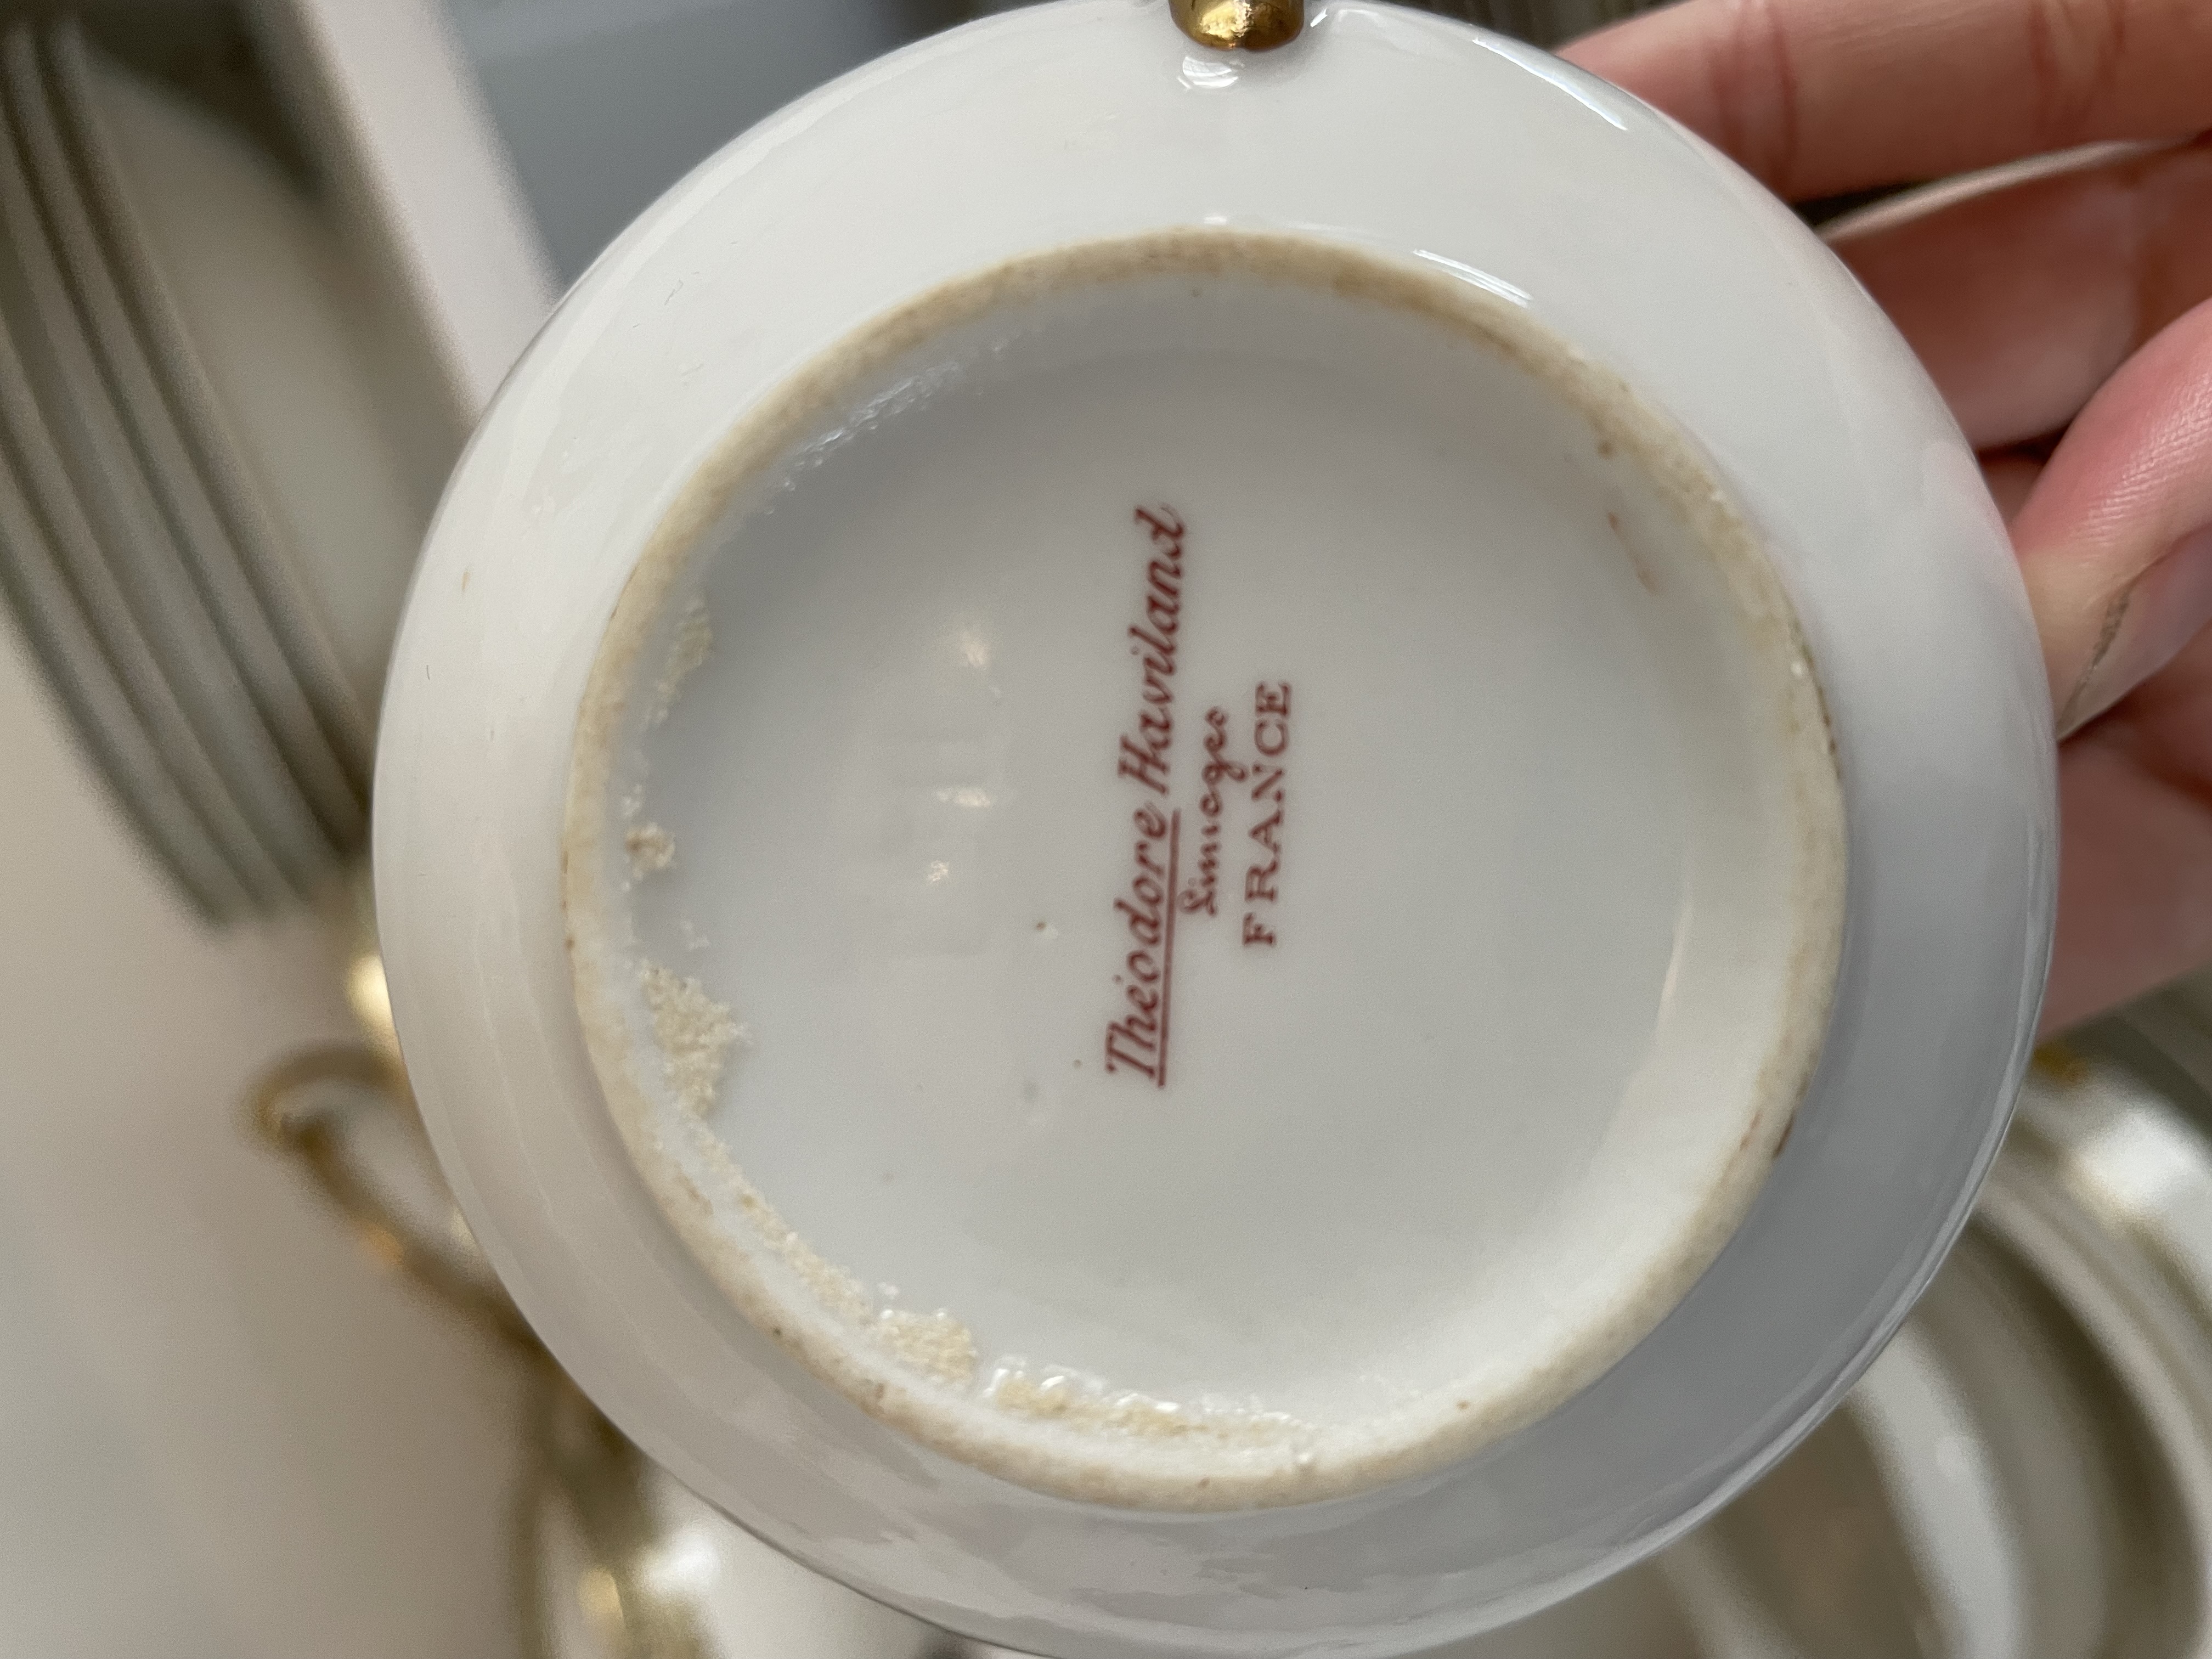 Théodore Haviland
Limoges
FRANCE